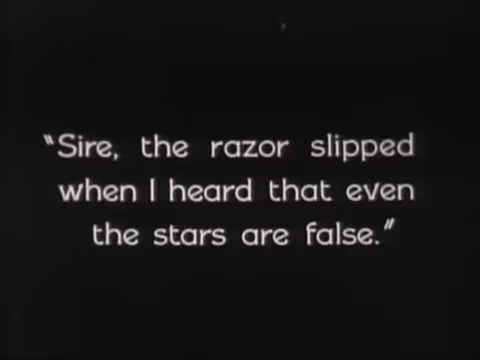 "Sire, the razor slipped
when I heard that even
the stars are false."